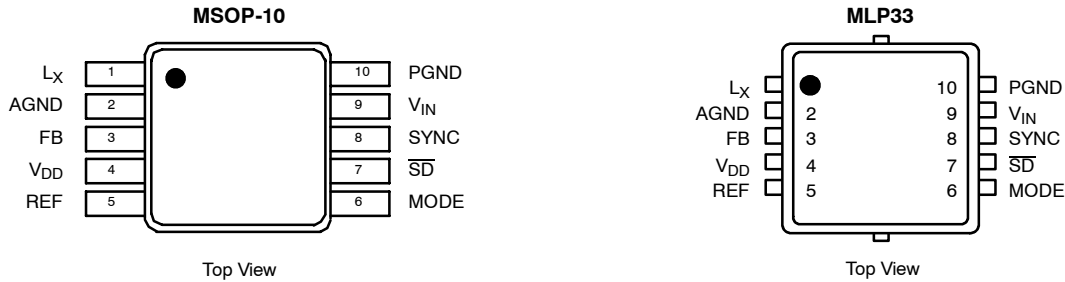 MSOP-10
LX 1 10 PGND
AGND 2 9 VIN
FB 3 8 SYNC
VDD 4 7 S̅D̅
REF 5 6 MODE
Top View
MLP33
LX 10 PGND
AGND 2 9 VIN
FB 3 8 SYNC
VDD 4 7 S̅D̅
REF 5 6 MODE
Top View